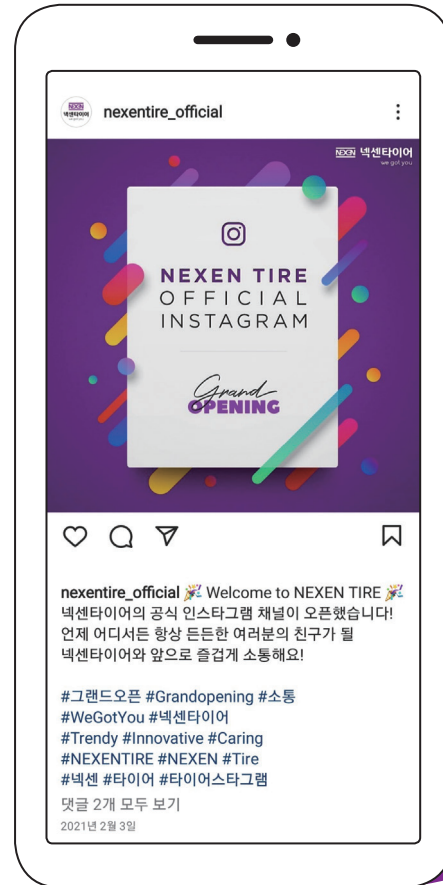 NEXEN
넥센타이어
we got you
nexentire_official
NEXEN 넥센타이어
we got you
NEXEN TIRE
OFFICIAL
INSTAGRAM
Grand
OPENING
nexentire_official 🎉 Welcome to NEXEN TIRE 🎉
넥센타이어의 공식 인스타그램 채널이 오픈했습니다!
언제 어디서든 항상 든든한 여러분의 친구가 될
넥센타이어와 앞으로 즐겁게 소통해요!
#그랜드오픈 #Grandopening #소통
#WeGotYou #넥센타이어
#Trendy #Innovative #Caring
#NEXENTIRE #NEXEN #Tire
#넥센 #타이어 #타이어스타그램
댓글 2개 모두 보기
2021년 2월 3일